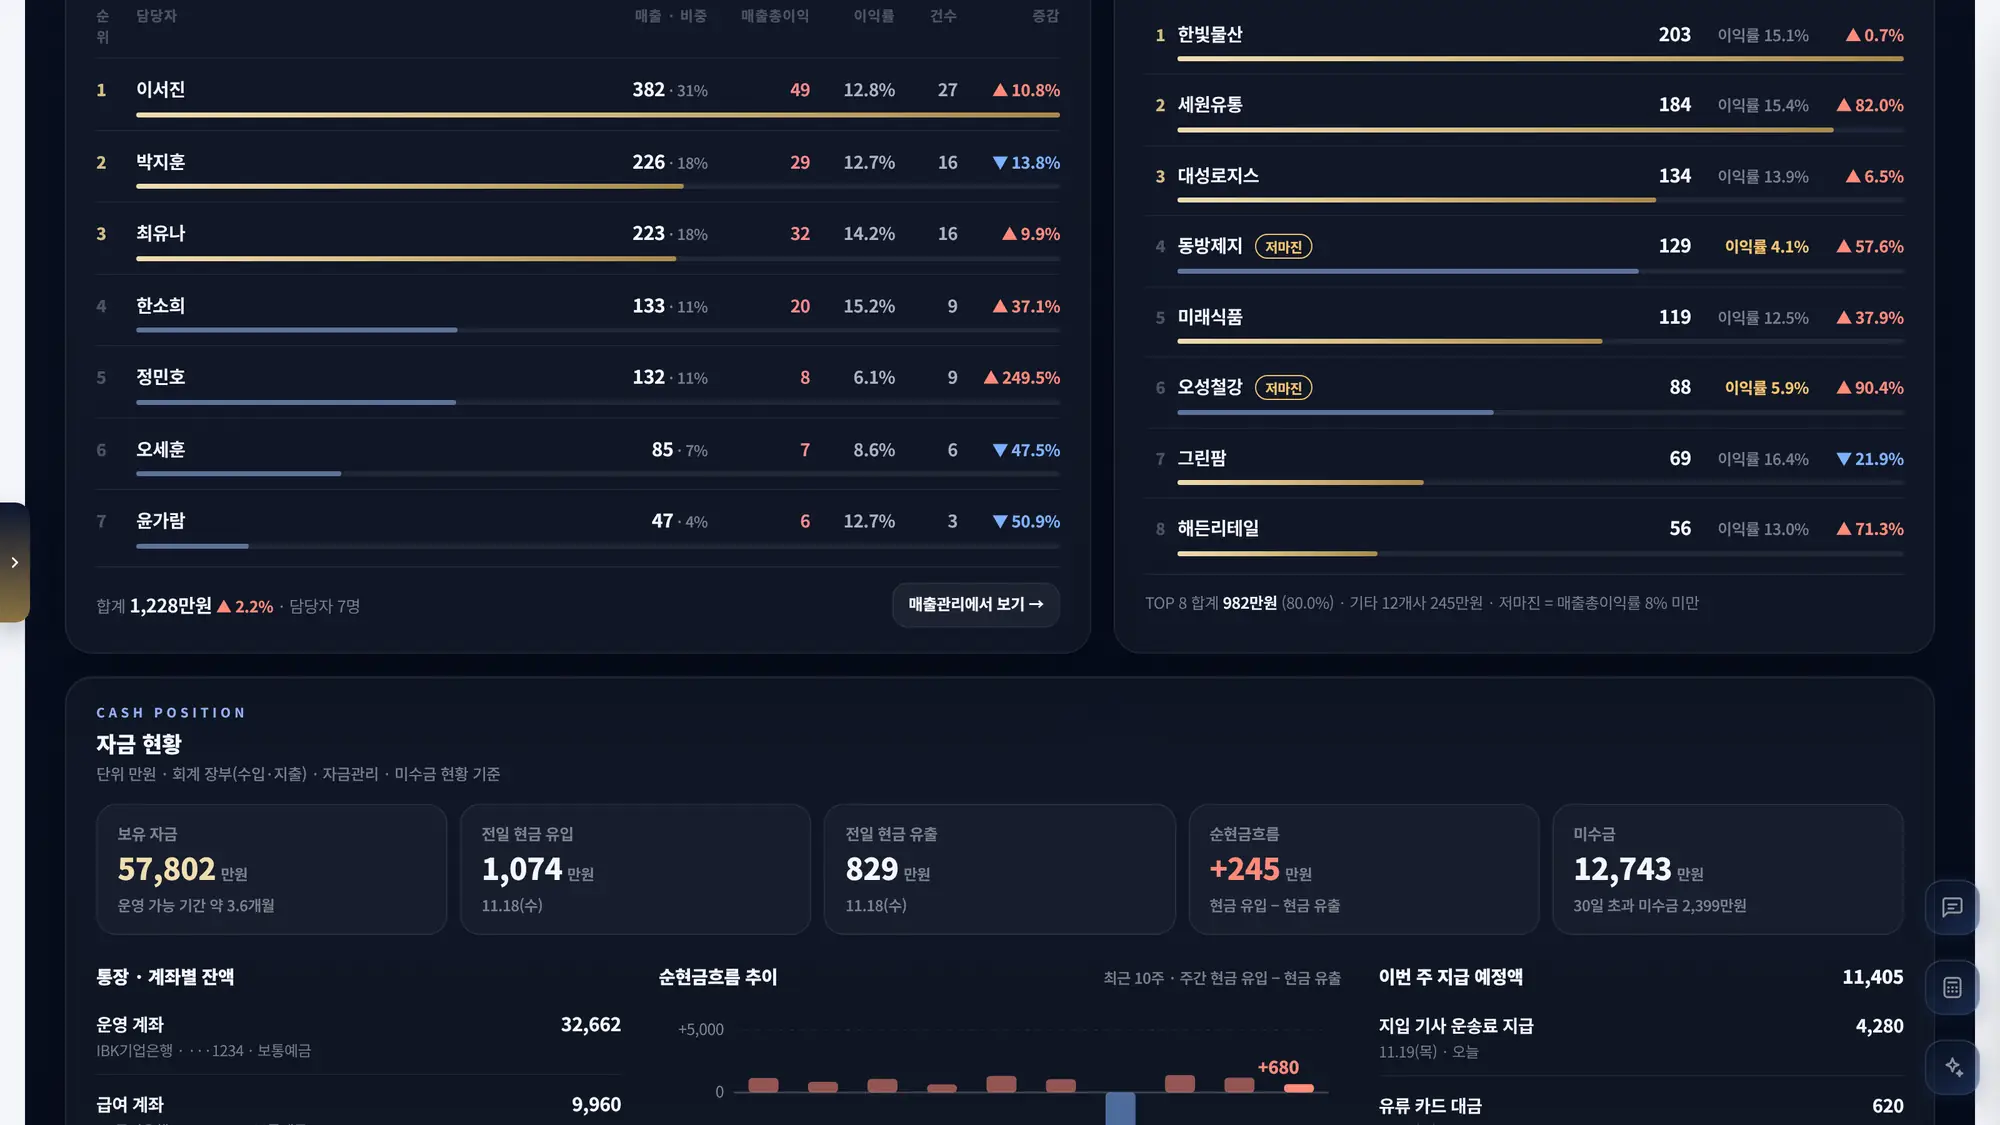 순위 담당자 매출 · 비중 매출총이익 이익률 건수 증감
1 이서진 382 · 31% 49 12.8% 27 ▲10.8%
2 박지훈 226 · 18% 29 12.7% 16 ▼13.8%
3 최유나 223 · 18% 32 14.2% 16 ▲9.9%
4 한소희 133 · 11% 20 15.2% 9 ▲37.1%
5 정민호 132 · 11% 8 6.1% 9 ▲249.5%
6 오세훈 85 · 7% 7 8.6% 6 ▼47.5%
7 윤가람 47 · 4% 6 12.7% 3 ▼50.9%
합계 1,228만원 ▲2.2% · 담당자 7명
매출관리에서 보기 →
1 한빛물산 203 이익률 15.1% ▲0.7%
2 세원유통 184 이익률 15.4% ▲82.0%
3 대성로지스 134 이익률 13.9% ▲6.5%
4 동방제지 저마진 129 이익률 4.1% ▲57.6%
5 미래식품 119 이익률 12.5% ▲37.9%
6 오성철강 저마진 88 이익률 5.9% ▲90.4%
7 그린팜 69 이익률 16.4% ▼21.9%
8 해든리테일 56 이익률 13.0% ▲71.3%
TOP 8 합계 982만원 (80.0%) · 기타 12개사 245만원 · 저마진 = 매출총이익률 8% 미만
CASH POSITION
자금 현황
단위 만원 · 회계 장부(수입·지출) · 자금관리 · 미수금 현황 기준
보유 자금
57,802 만원
운영 가능 기간 약 3.6개월
전일 현금 유입
1,074 만원
11.18(수)
전일 현금 유출
829 만원
11.18(수)
순현금흐름
+245 만원
현금 유입 − 현금 유출
미수금
12,743 만원
30일 초과 미수금 2,399만원
통장 · 계좌별 잔액
운영 계좌 32,662
IBK기업은행 · ···1234 · 보통예금
급여 계좌 9,960
순현금흐름 추이 최근 10주 · 주간 현금 유입 − 현금 유출
+5,000
+680
0
이번 주 지급 예정액 11,405
지입 기사 운송료 지급 4,280
11.19(목) · 오늘
유류 카드 대금 620